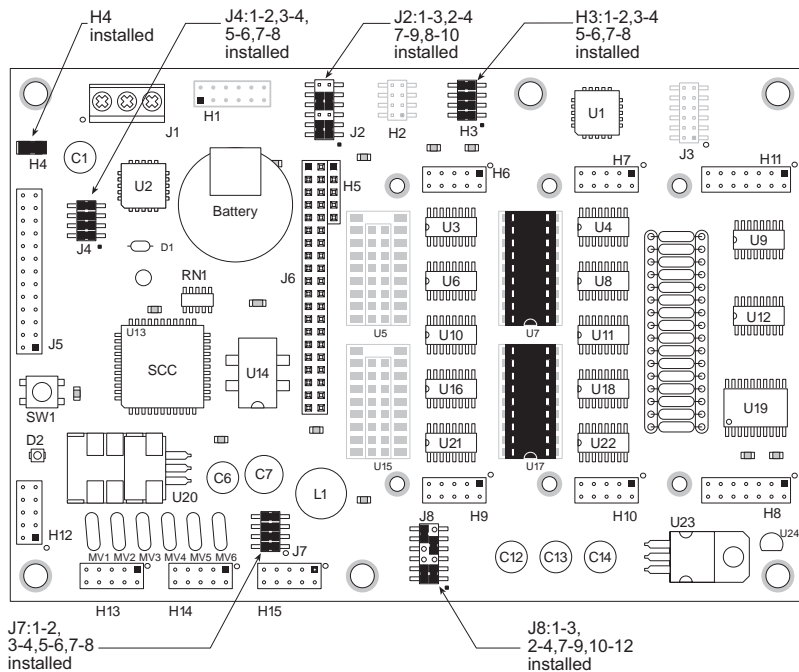 H4
installed
J4:1-2,3-4,
5-6,7-8
installed
J2:1-3,2-4
7-9,8-10
installed
H3:1-2,3-4
5-6,7-8
installed
J1
H1
J2
H2
H3
U1
J3
H4
C1
U2
Battery
H5
H6
H7
H11
J4
D1
RN1
J6
U3
U4
U9
U6
U8
U5
U7
U10
U11
U12
J5
U13
SCC
U14
U16
U18
U19
SW1
U21
U22
D2
U15
U17
U20
C6
C7
L1
H9
H10
H8
H12
MV1
MV2
MV3
MV4
MV5
MV6
J7
J8
C12
C13
C14
U23
U24
H13
H14
H15
J7:1-2,
3-4,5-6,7-8
installed
J8:1-3,
2-4,7-9,10-12
installed